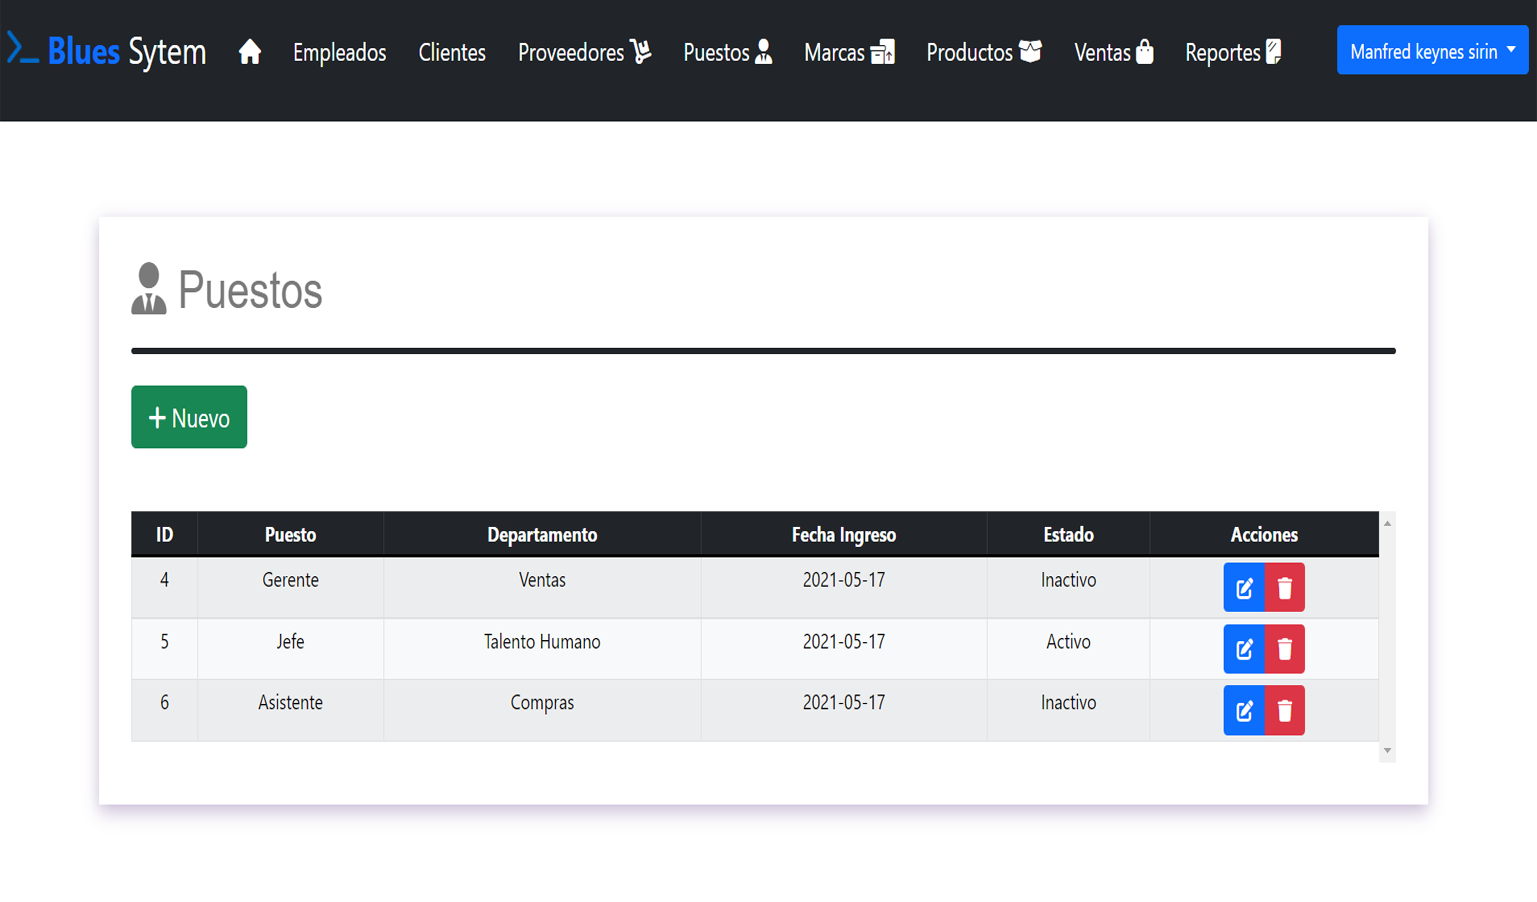 Blues Sytem Empleados Clientes Proveedores Puestos Marcas Productos Ventas Reportes Manfred keynes sirin
Puestos
Nuevo
ID Puesto Departamento Fecha Ingreso Estado Acciones
4 Gerente Ventas 2021-05-17 Inactivo
5 Jefe Talento Humano 2021-05-17 Activo
6 Asistente Compras 2021-05-17 Inactivo